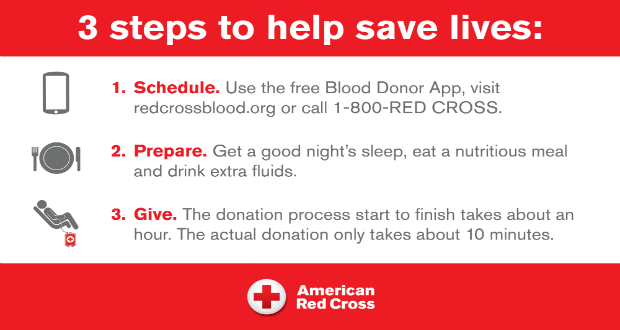 3 steps to help save lives:
1. Schedule. Use the free Blood Donor App, visit
redcrossblood.org or call 1-800-RED CROSS.
2. Prepare. Get a good night's sleep, eat a nutritious meal
and drink extra fluids.
3. Give. The donation process start to finish takes about an
hour. The actual donation only takes about 10 minutes.
American
Red Cross